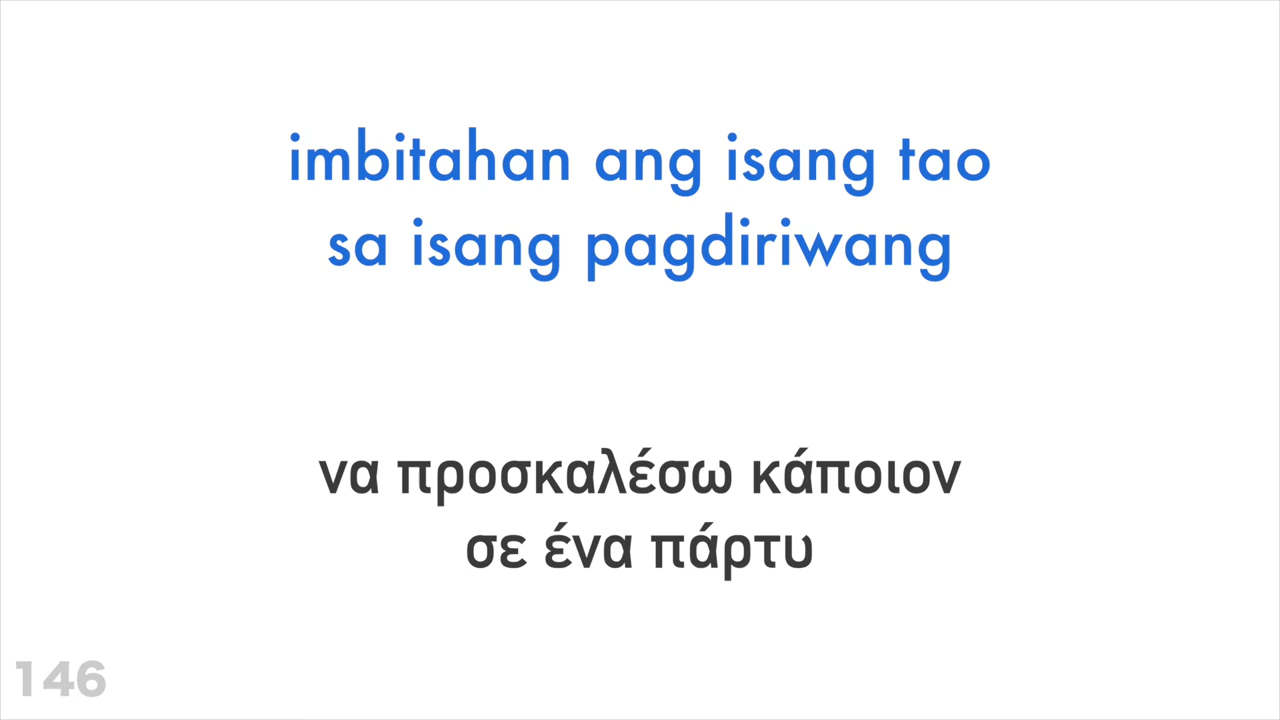 imbitahan ang isang tao
sa isang pagdiriwang
να προσκαλέσω κάποιον
σε ένα πάρτυ
146